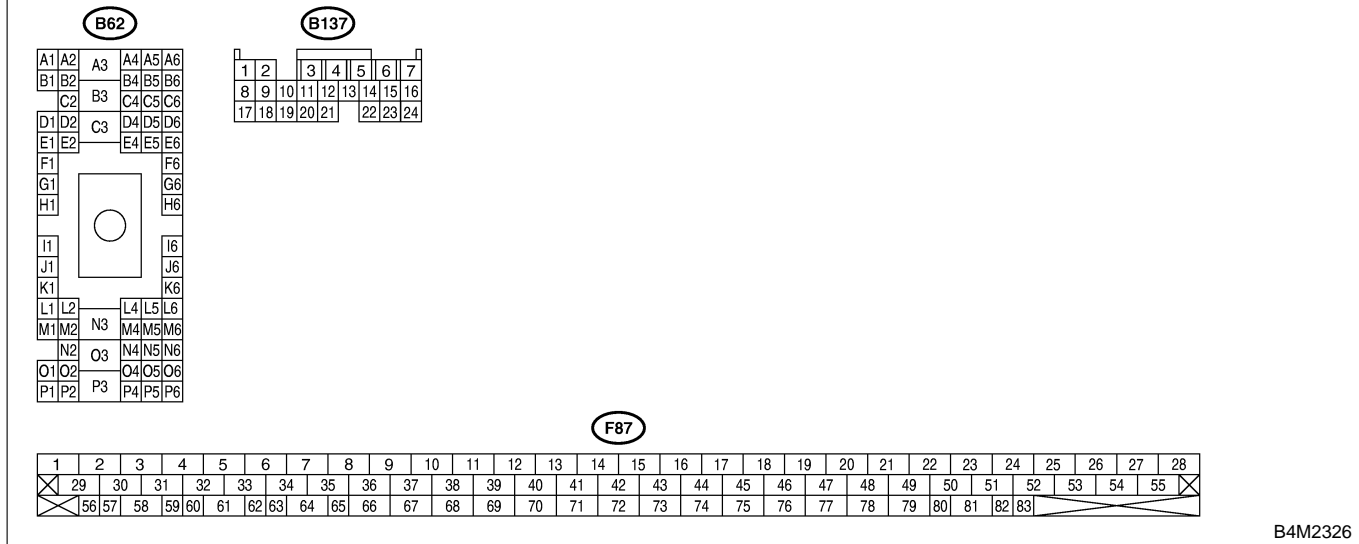 B62
A1 A2 A3 A4 A5 A6
B1 B2 B4 B5 B6
B3
C2 C4 C5 C6
D1 D2 C3 D4 D5 D6
E1 E2 E4 E5 E6
F1 F6
G1 G6
H1 H6
I1 I6
J1 J6
K1 K6
L1 L2 L4 L5 L6
M1 M2 N3 M4 M5 M6
N2 O3 N4 N5 N6
O1 O2 O4 O5 O6
P1 P2 P3 P4 P5 P6
B137
1 2 3 4 5 6 7
8 9 10 11 12 13 14 15 16
17 18 19 20 21 22 23 24
F87
1 2 3 4 5 6 7 8 9 10 11 12 13 14 15 16 17 18 19 20 21 22 23 24 25 26 27 28
29 30 31 32 33 34 35 36 37 38 39 40 41 42 43 44 45 46 47 48 49 50 51 52 53 54 55
56 57 58 59 60 61 62 63 64 65 66 67 68 69 70 71 72 73 74 75 76 77 78 79 80 81 82 83
B4M2326